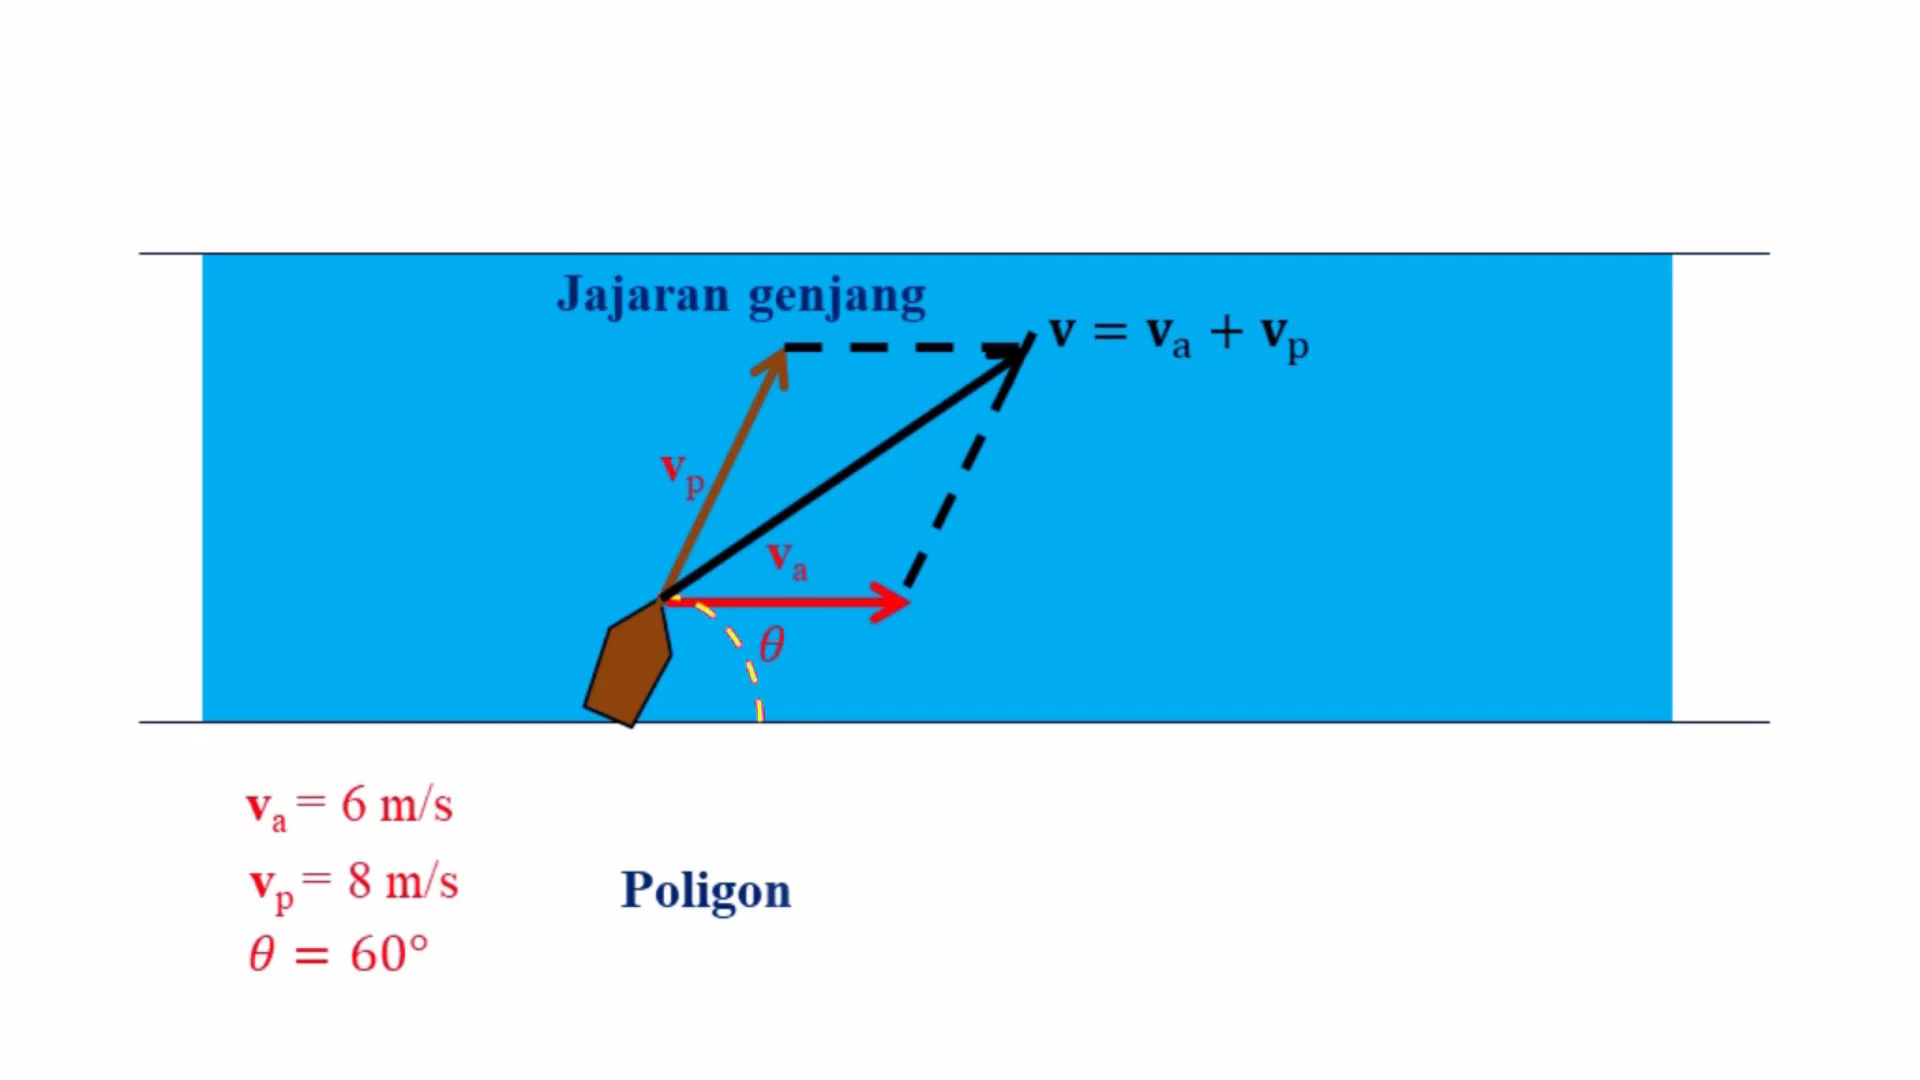 Jajaran genjang
v = vₐ + vₚ
vₚ
vₐ
θ
vₐ = 6 m/s
vₚ = 8 m/s
Poligon
θ = 60°